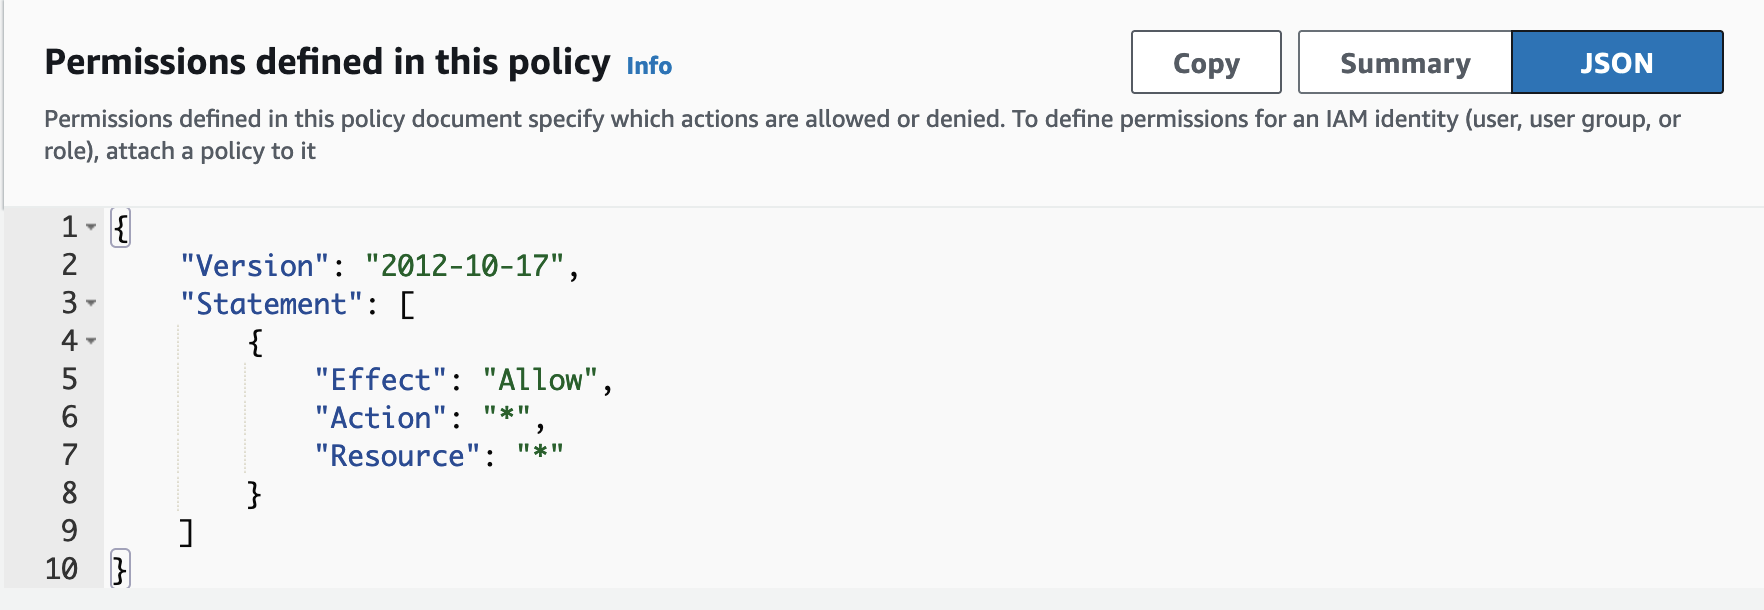 Permissions defined in this policy Info
Copy Summary JSON
Permissions defined in this policy document specify which actions are allowed or denied. To define permissions for an IAM identity (user, user group, or
role), attach a policy to it
1 {
2     "Version": "2012-10-17",
3     "Statement": [
4         {
5             "Effect": "Allow",
6             "Action": "*",
7             "Resource": "*"
8         }
9     ]
10 }